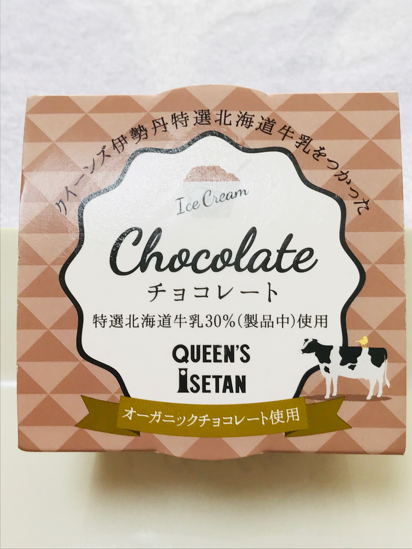 クイーンズ伊勢丹特選北海道牛乳をつかった
Ice Cream
Chocolate
チョコレート
特選北海道牛乳30%(製品中)使用
QUEEN'S
ISETAN
オーガニックチョコレート使用